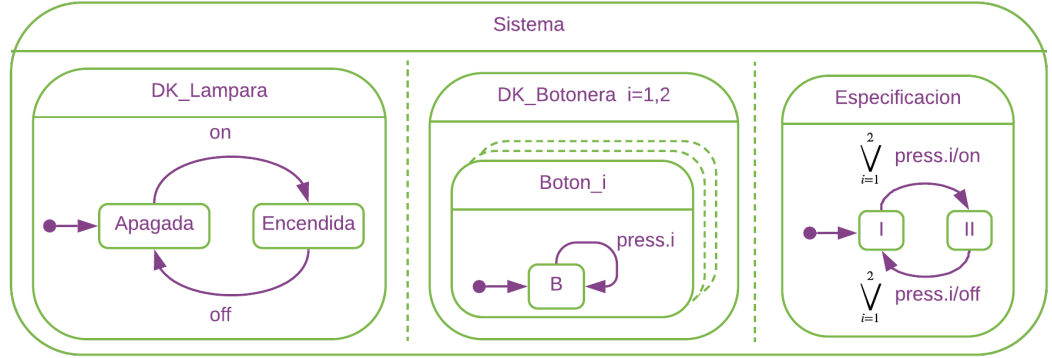 Sistema
DK_Lampara
on
Apagada
Encendida
off
DK_Botonera i=1,2
Boton_i
press.i
B
Especificacion
2
⋁ press.i/on
i=1
I
II
2
⋁ press.i/off
i=1